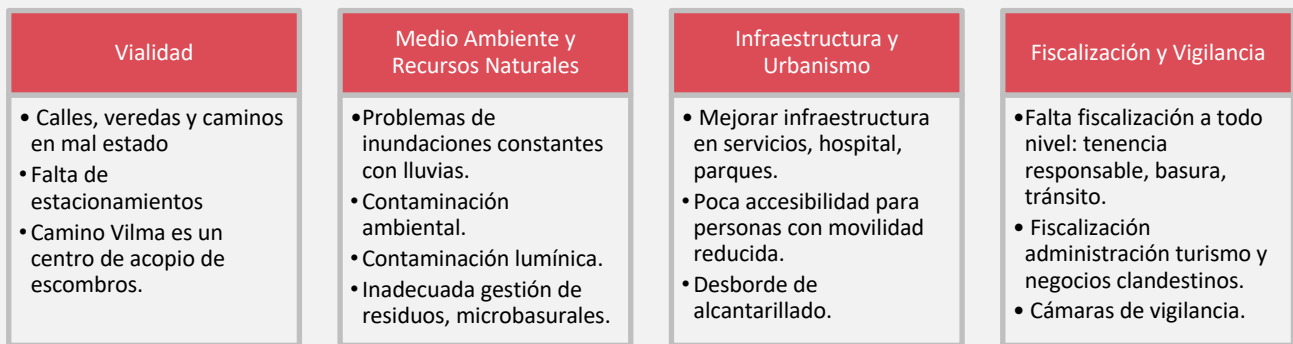 Vialidad
• Calles, veredas y caminos
en mal estado
• Falta de
estacionamientos
• Camino Vilma es un
centro de acopio de
escombros.
Medio Ambiente y
Recursos Naturales
•Problemas de
inundaciones constantes
con lluvias.
• Contaminación
ambiental.
• Contaminación lumínica.
• Inadecuada gestión de
residuos, microbasurales.
Infraestructura y
Urbanismo
• Mejorar infraestructura
en servicios, hospital,
parques.
• Poca accesibilidad para
personas con movilidad
reducida.
• Desborde de
alcantarillado.
Fiscalización y Vigilancia
•Falta fiscalización a todo
nivel: tenencia
responsable, basura,
tránsito.
• Fiscalización
administración turismo y
negocios clandestinos.
• Cámaras de vigilancia.